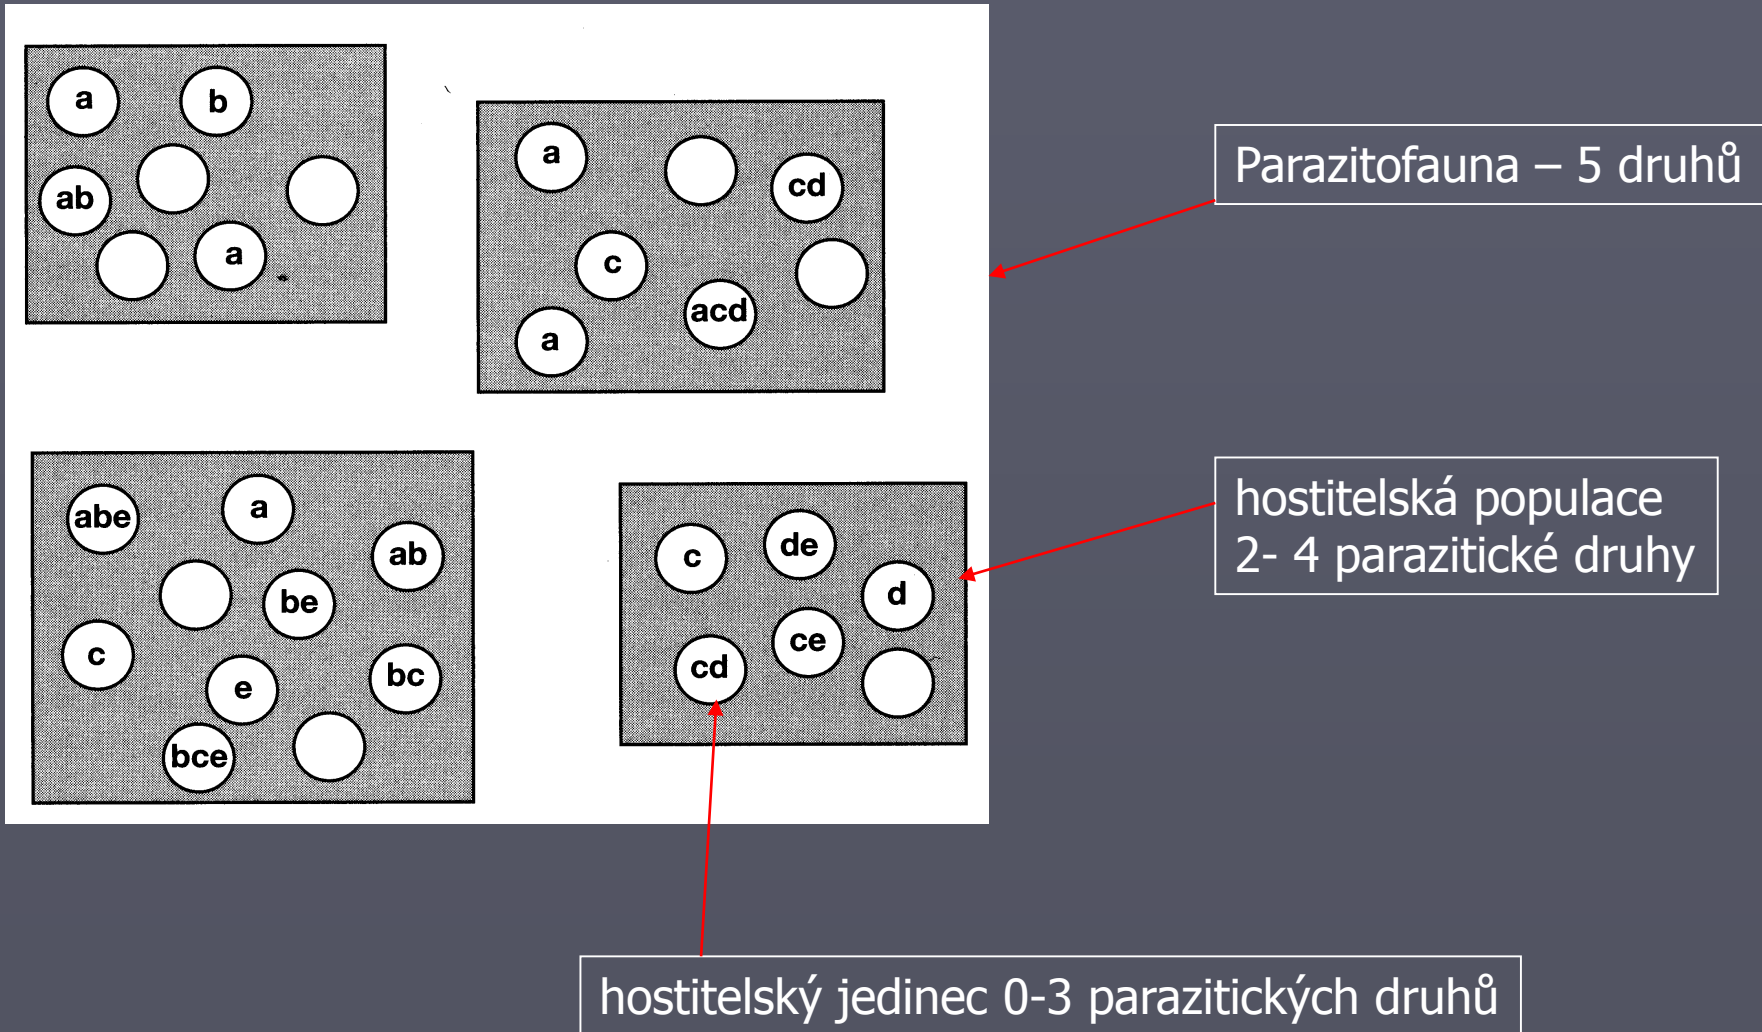 a
b
ab
a
a
cd
c
acd
a
abe
a
ab
be
c
e
bc
bce
c
de
d
ce
cd
Parazitofauna – 5 druhů
hostitelská populace
2- 4 parazitické druhy
hostitelský jedinec 0-3 parazitických druhů